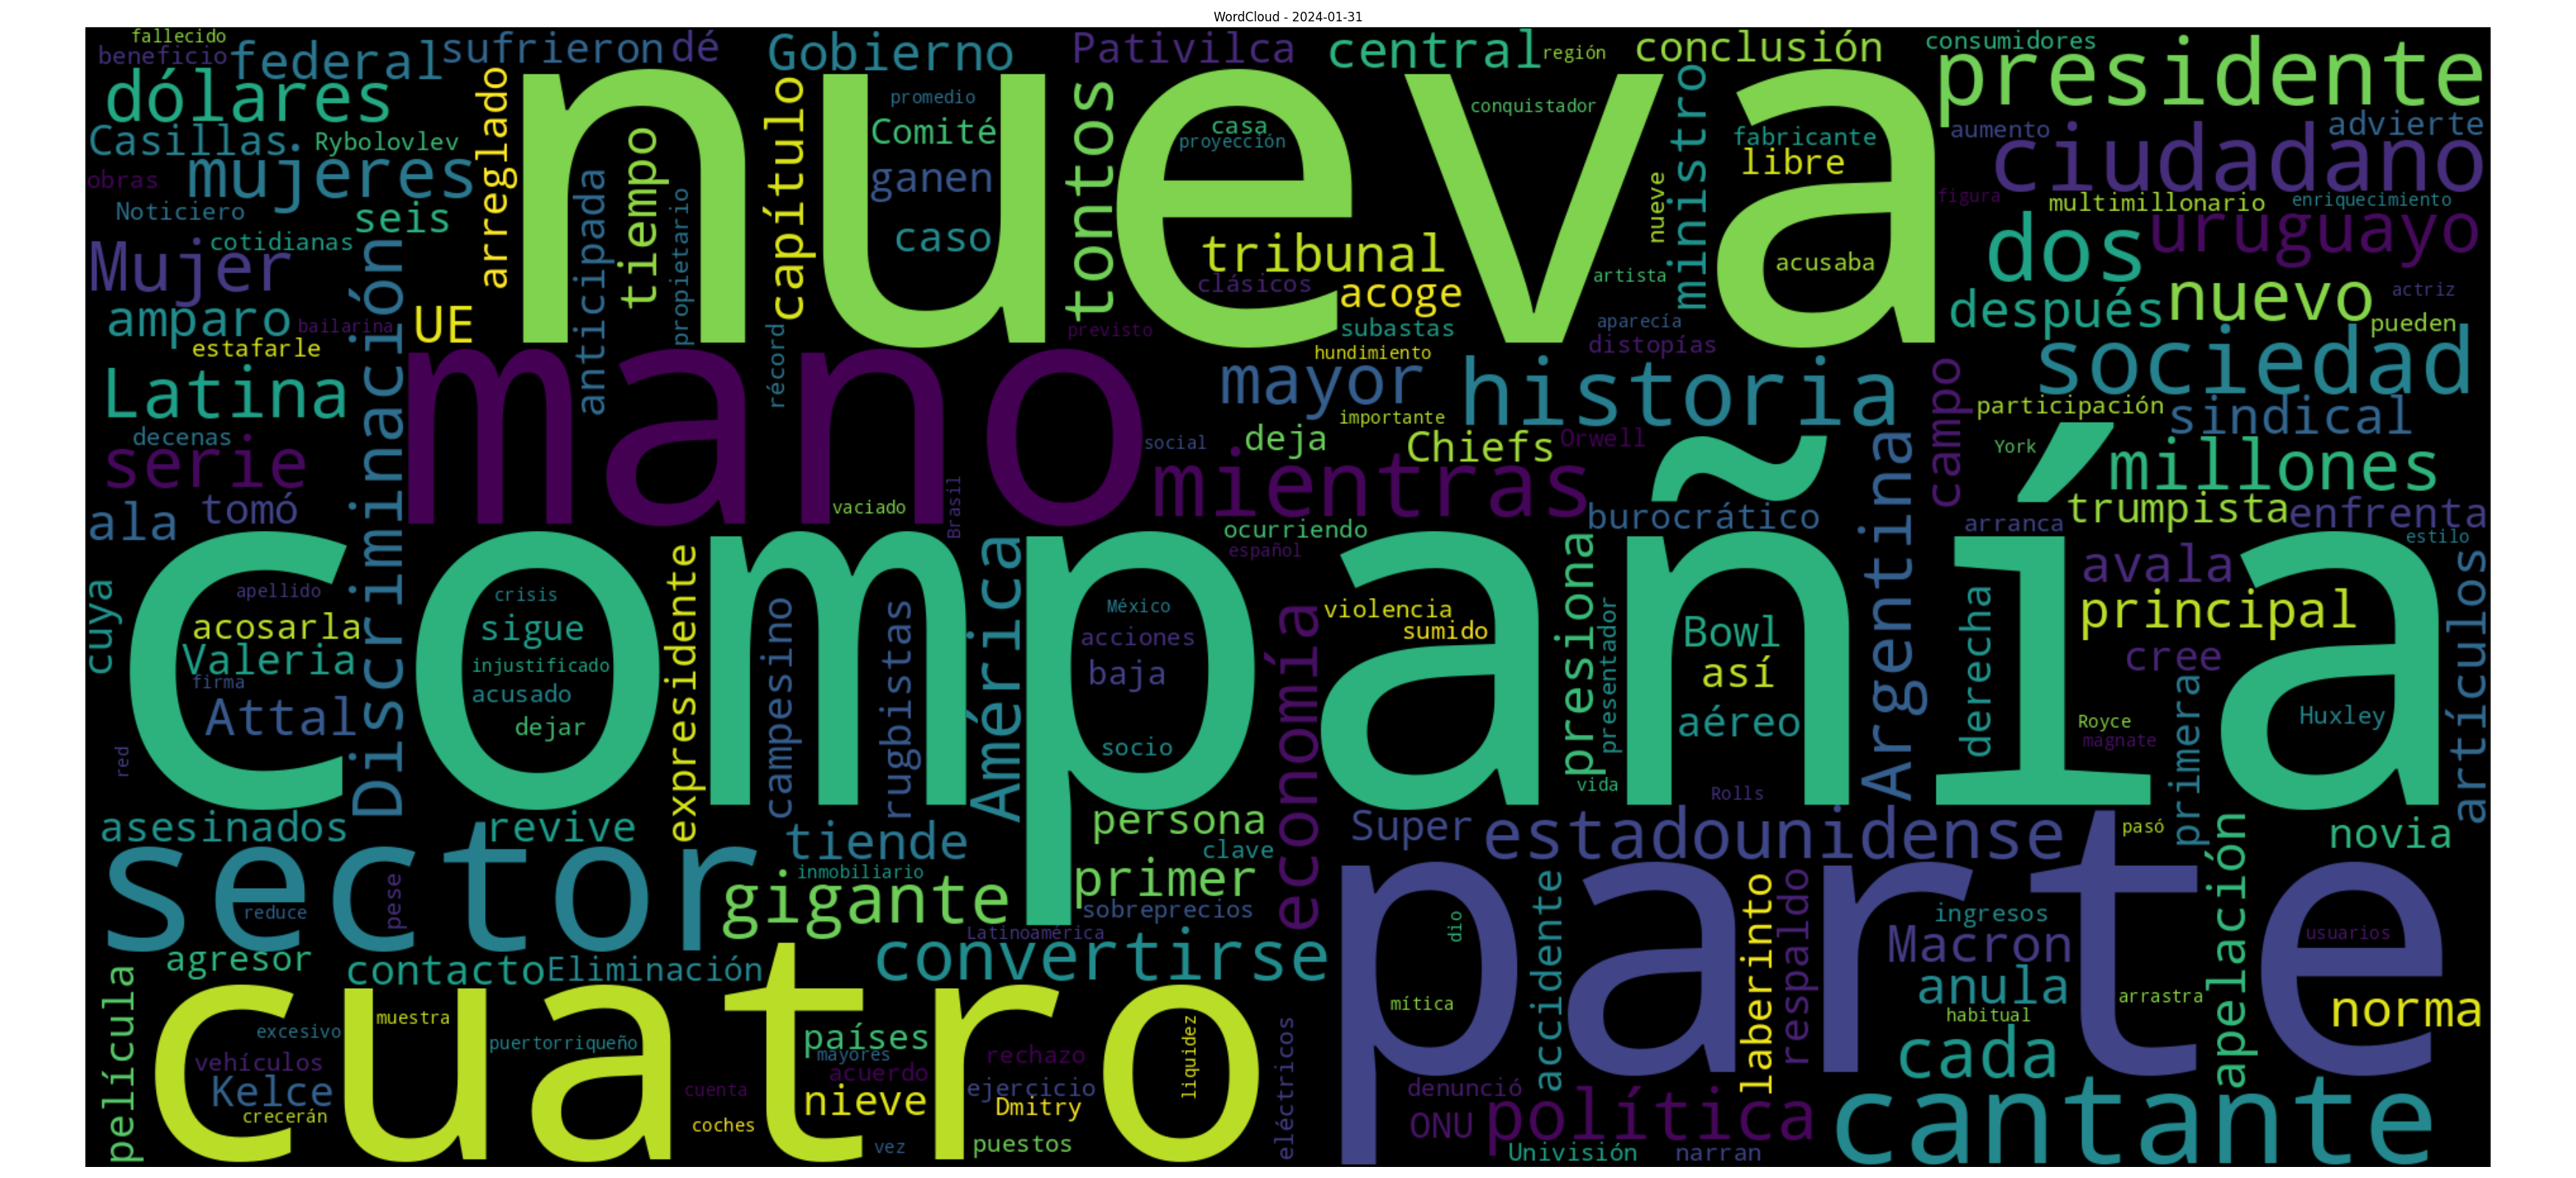 WordCloud - 2024-01-31
fallecido
beneficio
federal
sufrieron
dé
Gobierno
Pativilca
central
región
conclusión
consumidores
presidente
dólares
arreglado
nueva
promedio
capítulo
Comité
tontos
casa
proyección
conquistador
ministro
fabricante
libre
aumento
advierte
ciudadano
Casillas
Rybolovlev
mujeres
obras
Noticiero
seis
cotidianas
Mujer
anticipada
tiempo
propietario
ganen
caso
tribunal
clásicos
acoge
nueve
artista
acusaba
figura
multimillonario
enriquecimiento
uruguayo
dos
después
nuevo
actriz
pueden
amparo
bailarina
estafarle
UE
Discriminación
récord
previsto
subastas
hundimiento
aparecía
distopías
sociedad
Latina
decenas
serie
mano
mayor
importante
historia
social
deja
Chiefs
Orwell
mientras
campo
participación
sindical
York
millones
ala
tomó
vaciado
Brasil
ocurriendo
español
burocrático
Argentina
arranca
trumpista
enfrenta
estilo
compañía
cuya
apellido
acosarla
Valeria
firma
Attal
red
crisis
sigue
injustificado
acusado
dejar
expresidente
campesino
rugbistas
América
México
acciones
baja
socio
economía
violencia
sumido
presiona
presentador
vida
Bowl
así
aéreo
Rolls
derecha
avala
principal
cree
Royce
magnate
primera
Huxley
artículos
asesinados
revive
tiende
persona
clave
Super
estadounidense
pasó
novia
sector
reduce
pese
inmobiliario
gigante
primer
sobreprecios
Latinoamérica
parte
dio
mítica
accidente
laberinto
respaldo
ingresos
Macron
anula
habitual
arrastra
apelación
usuarios
norma
agresor
contacto
Eliminación
convertirse
película
cuatro
excesivo
muestra
vehículos
Kelce
crecerán
puertorriqueño
países
mayores
acuerdo
rechazo
cuenta
nieve
ejercicio
Dmitry
liquidez
coches
vez
puestos
eléctricos
denunció
ONU
política
Univisión
narran
cada
cantante